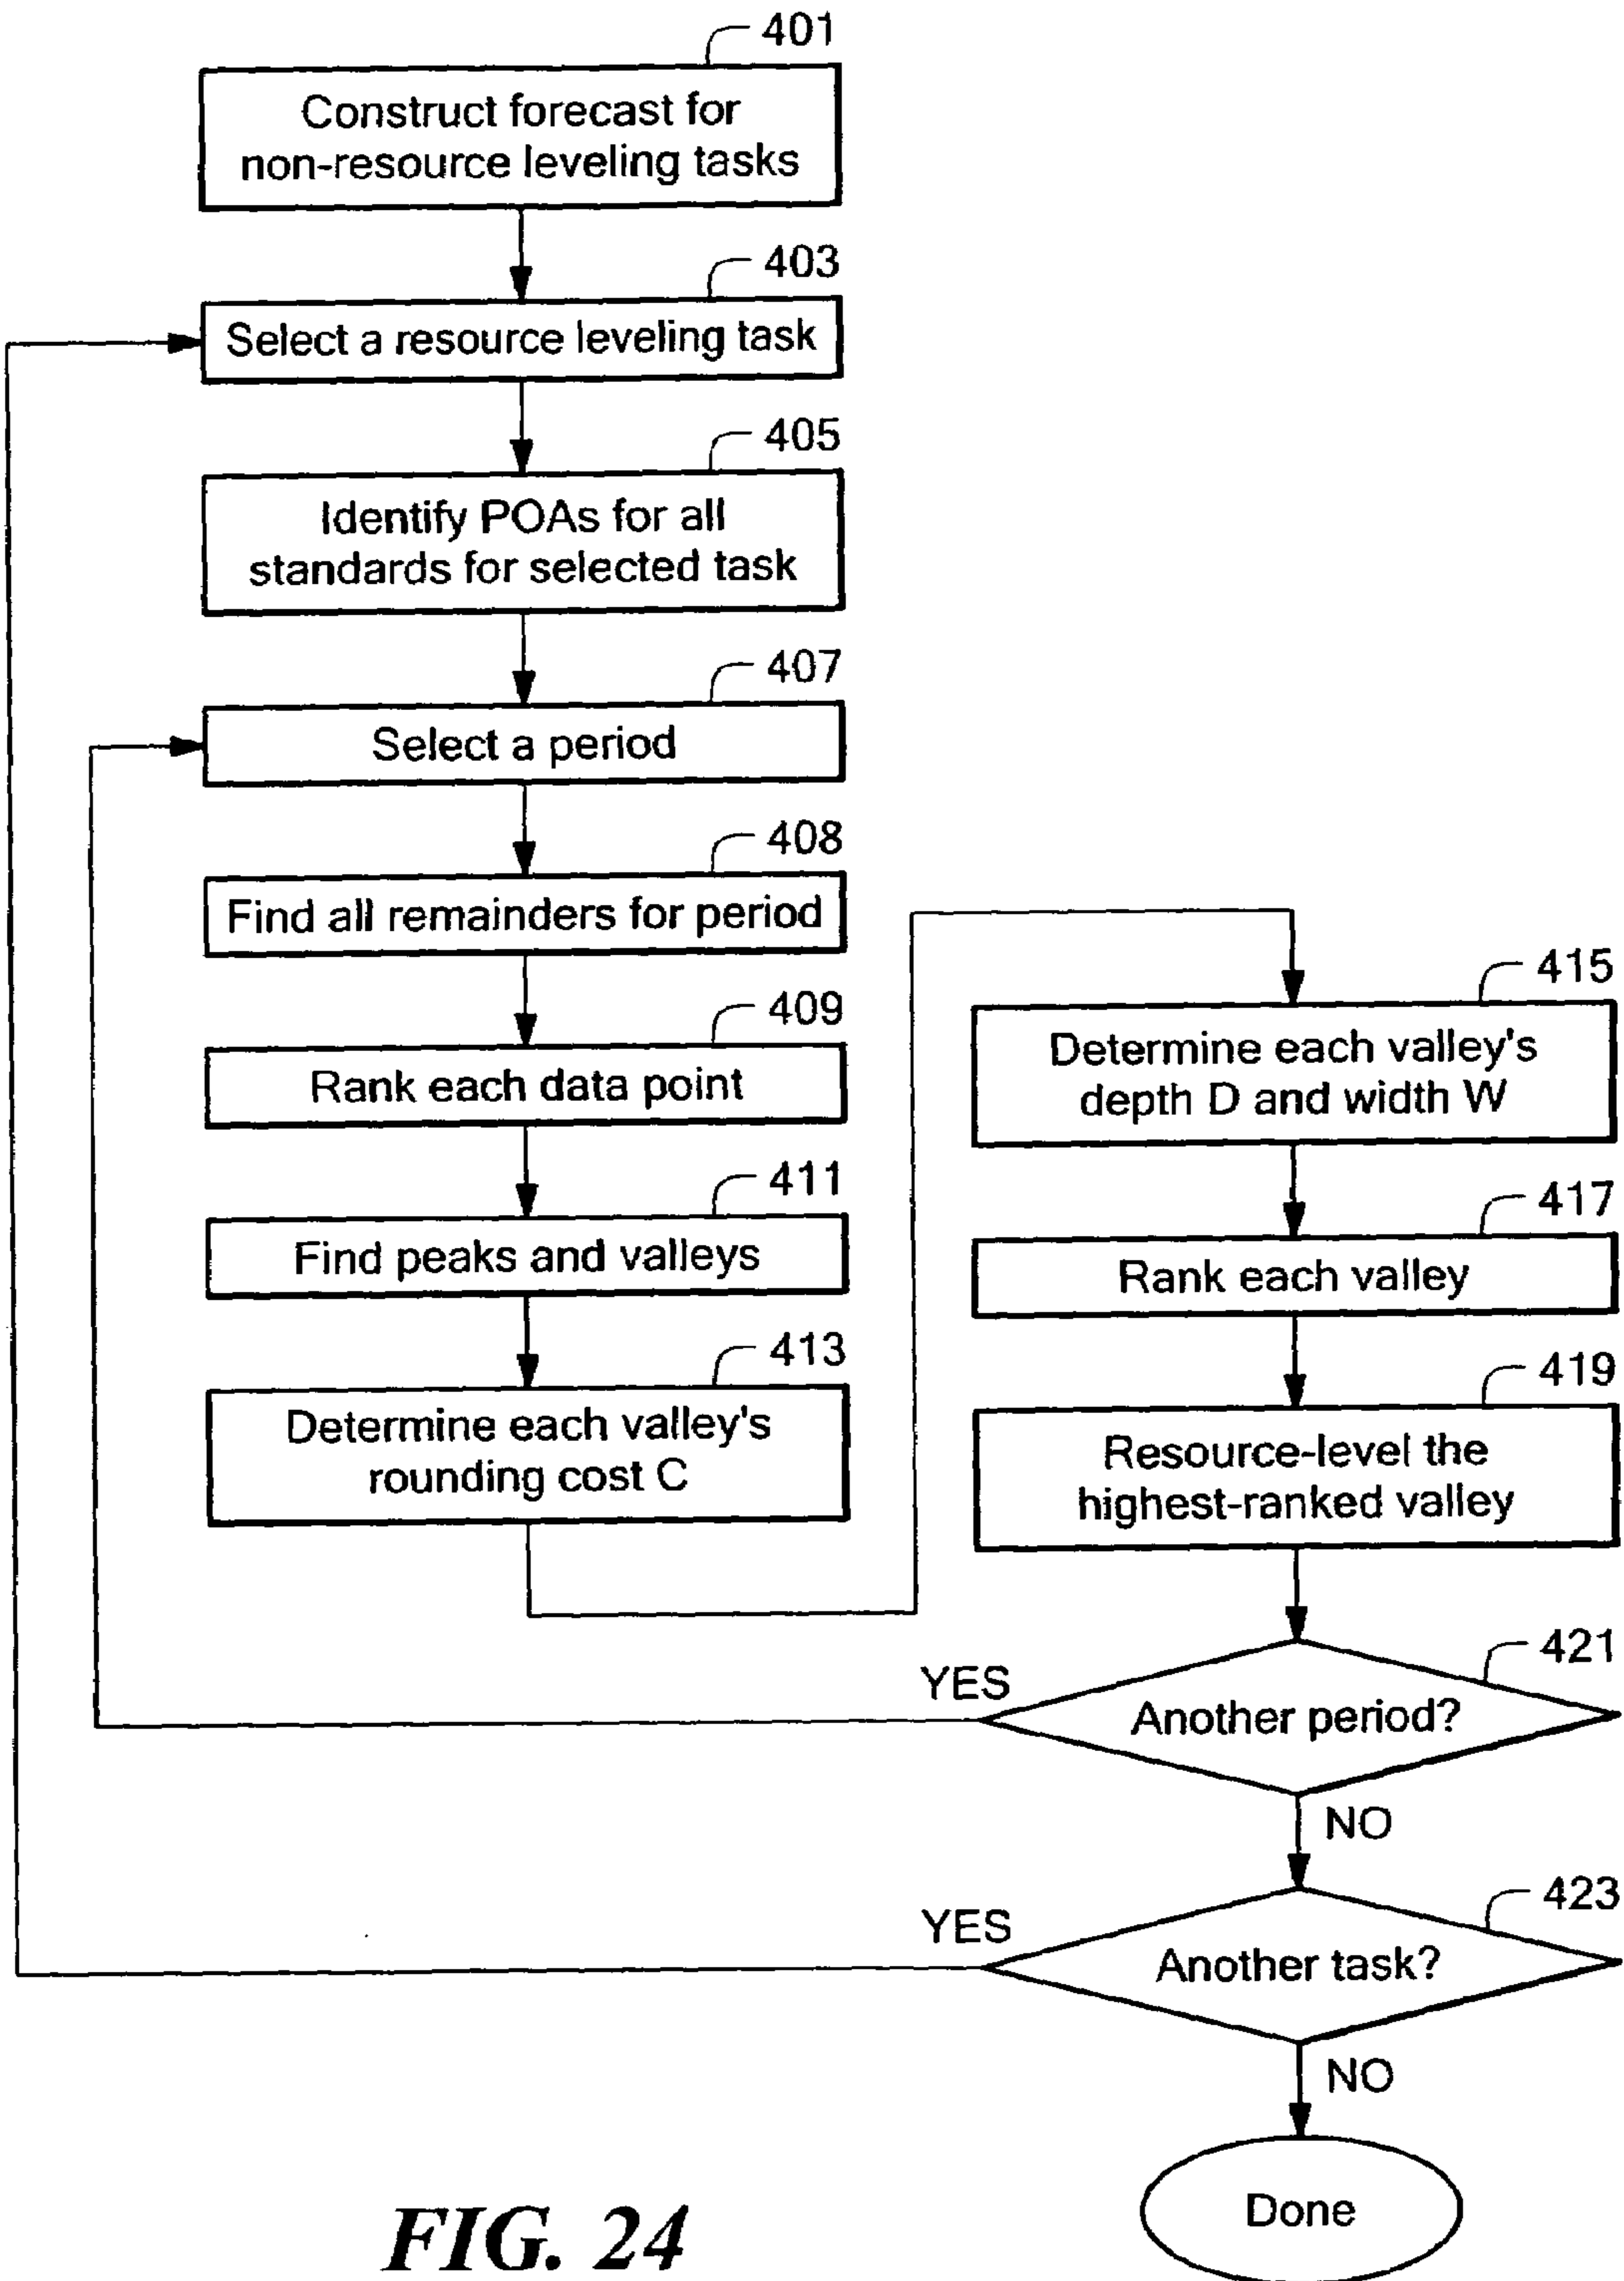 401
Construct forecast for
non-resource leveling tasks
403
Select a resource leveling task
405
Identify POAs for all
standards for selected task
407
Select a period
408
Find all remainders for period
409
Rank each data point
411
Find peaks and valleys
413
Determine each valley's
rounding cost C
415
Determine each valley's
depth D and width W
417
Rank each valley
419
Resource-level the
highest-ranked valley
421
YES
Another period?
NO
423
YES
Another task?
NO
Done
FIG. 24